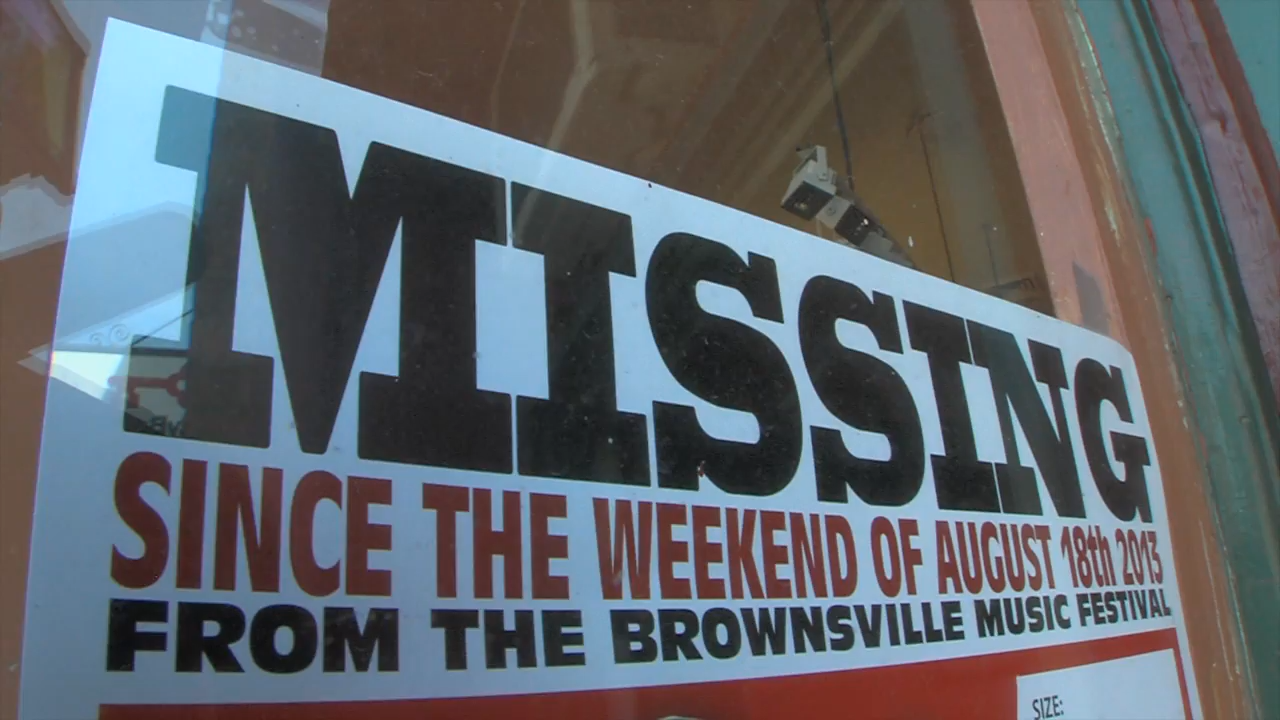 MISSING
SINCE THE WEEKEND OF AUGUST 18th 2013
FROM THE BROWNSVILLE MUSIC FESTIVAL
SIZE: